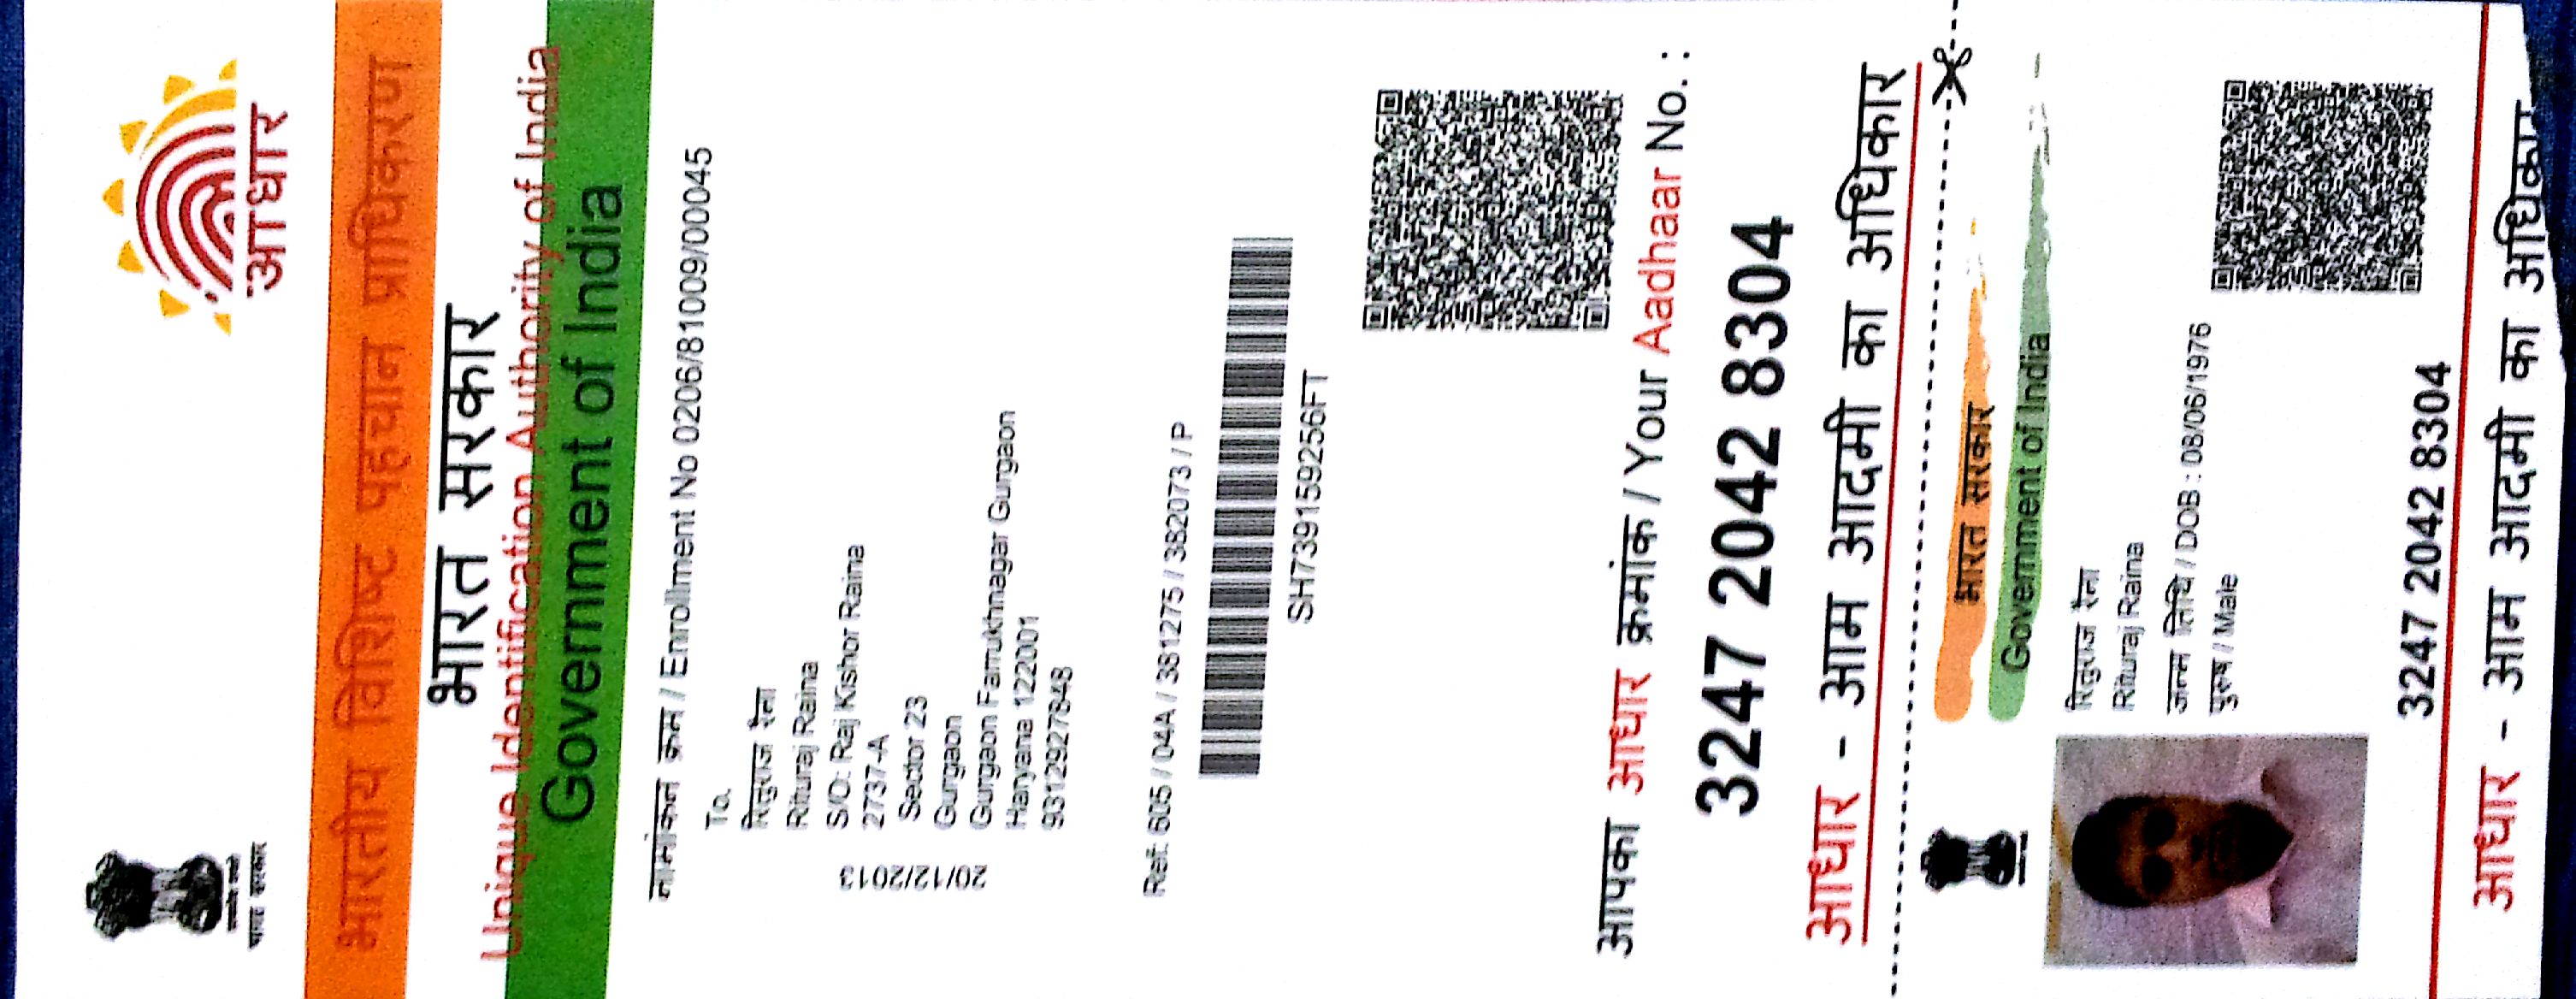 आधार
भारत सरकार
भारतीय विशिष्ट पहचान प्राधिकरण
भारत सरकार
Unique Identification Authority of India
Government of India
नामांकन क्रम / Enrollment No 0206/81009/00045
To,
रितुराज रैना
Rituraj Raina
S/O: Raj Kishor Raina
2737-A
Sector 23
Gurgaon
Gurgaon Farrukhnagar Gurgaon
Haryana 122001
9312927848
20/12/2013
Ref: 605 / 04A / 381275 / 382073 / P
SH739159256FT
आपका आधार क्रमांक / Your Aadhaar No. :
3247 2042 8304
आधार - आम आदमी का अधिकार
भारत सरकार
Government of India
रितुराज रैना
Rituraj Raina
जन्म तिथि / DOB : 08/06/1976
पुरुष / Male
3247 2042 8304
आधार - आम आदमी का अधिकार